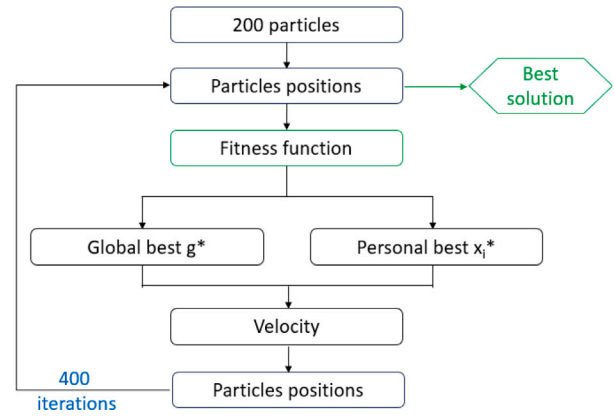 200 particles
Particles positions
Best
solution
Fitness function
Global best g*
Personal best xᵢ*
Velocity
400
iterations
Particles positions